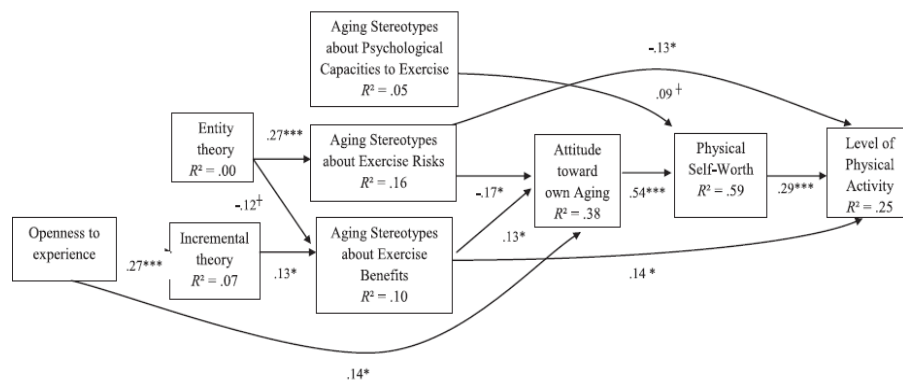 Aging Stereotypes
about Psychological
Capacities to Exercise
R² = .05
-.13*
.09 †
Entity
theory
R² = .00
.27***
Aging Stereotypes
about Exercise Risks
R² = .16
Attitude
toward
own Aging
R² = .38
Physical
Self-Worth
R² = .59
Level of
Physical
Activity
R² = .25
-.17*
.54***
.29***
-.12†
Openness to
experience
.27***
Incremental
theory
R² = .07
.13*
Aging Stereotypes
about Exercise
Benefits
R² = .10
.13*
.14 *
.14*